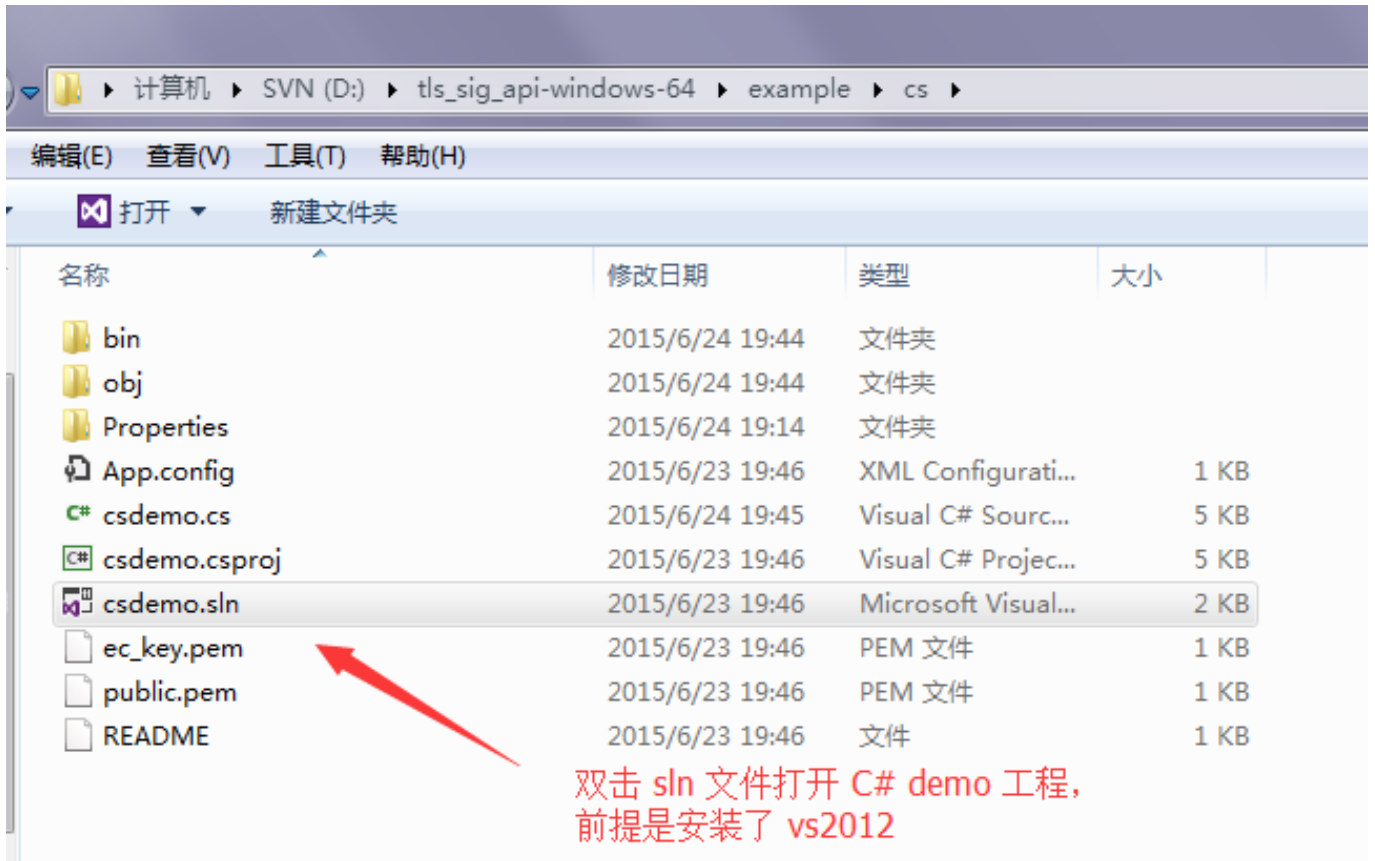 计算机 SVN (D:) tls_sig_api-windows-64 example cs
编辑(E) 查看(V) 工具(T) 帮助(H)
打开 新建文件夹
名称 修改日期 类型 大小
bin 2015/6/24 19:44 文件夹
obj 2015/6/24 19:44 文件夹
Properties 2015/6/24 19:14 文件夹
App.config 2015/6/23 19:46 XML Configurati... 1 KB
C# csdemo.cs 2015/6/24 19:45 Visual C# Sourc... 5 KB
C# csdemo.csproj 2015/6/23 19:46 Visual C# Projec... 5 KB
csdemo.sln 2015/6/23 19:46 Microsoft Visual... 2 KB
ec_key.pem 2015/6/23 19:46 PEM 文件 1 KB
public.pem 2015/6/23 19:46 PEM 文件 1 KB
README 2015/6/23 19:46 文件 1 KB
双击 sln 文件打开 C# demo 工程，
前提是安装了 vs2012